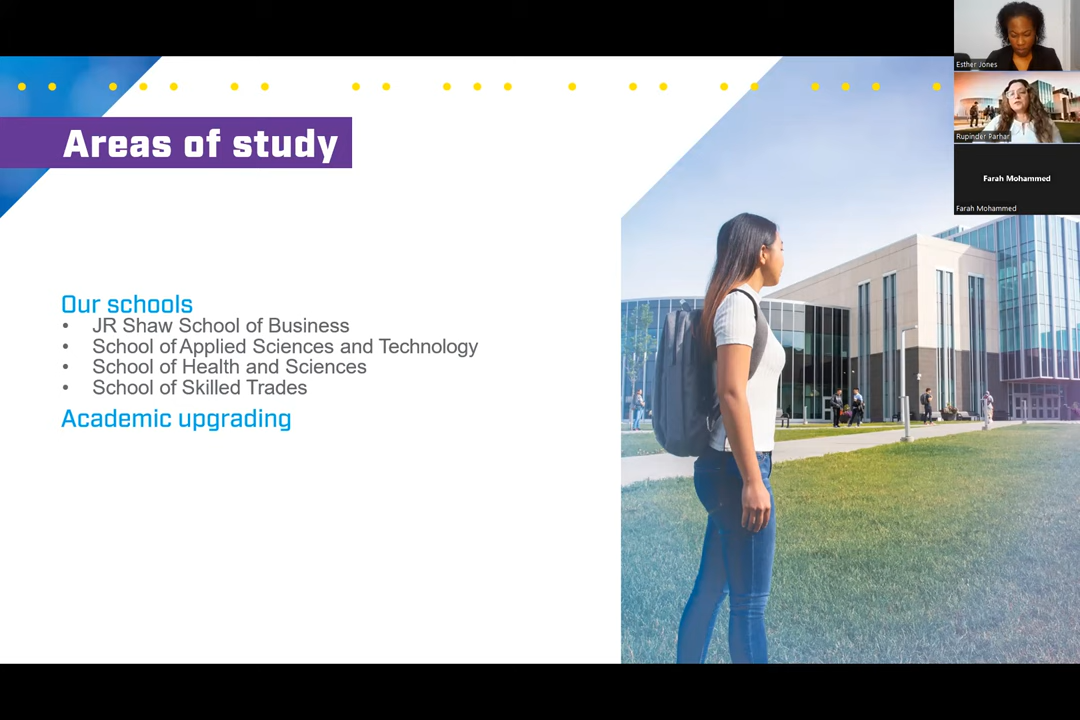 Areas of study
Our schools
• JR Shaw School of Business
• School of Applied Sciences and Technology
• School of Health and Sciences
• School of Skilled Trades
Academic upgrading
Esther Jones
Rupinder Parhar
Farah Mohammed
Farah Mohammed